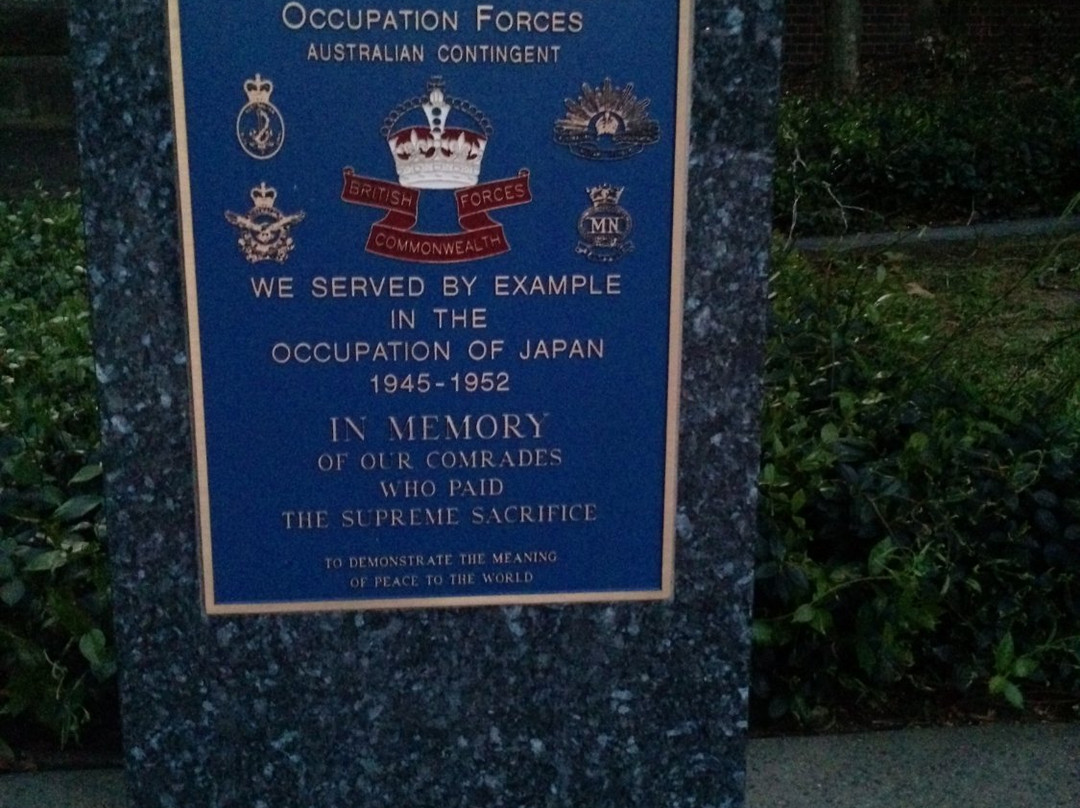 OCCUPATION FORCES
AUSTRALIAN CONTINGENT
BRITISH FORCES
COMMONWEALTH
MN
WE SERVED BY EXAMPLE
IN THE
OCCUPATION OF JAPAN
1945-1952
IN MEMORY
OF OUR COMRADES
WHO PAID
THE SUPREME SACRIFICE
TO DEMONSTRATE THE MEANING
OF PEACE TO THE WORLD